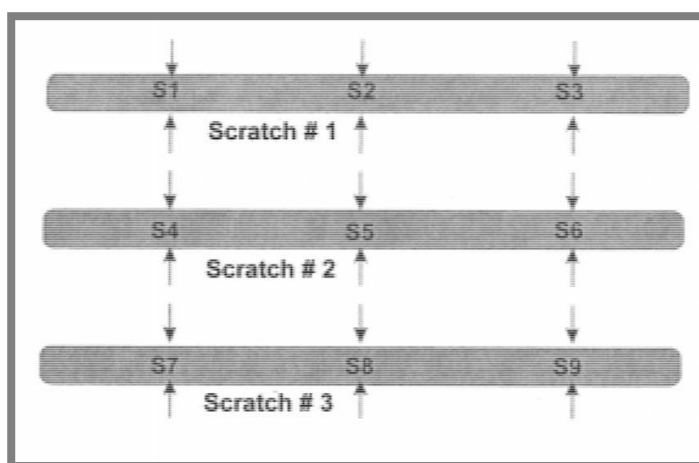 S1 S2 S3
Scratch # 1
S4 S5 S6
Scratch # 2
S7 S8 S9
Scratch # 3